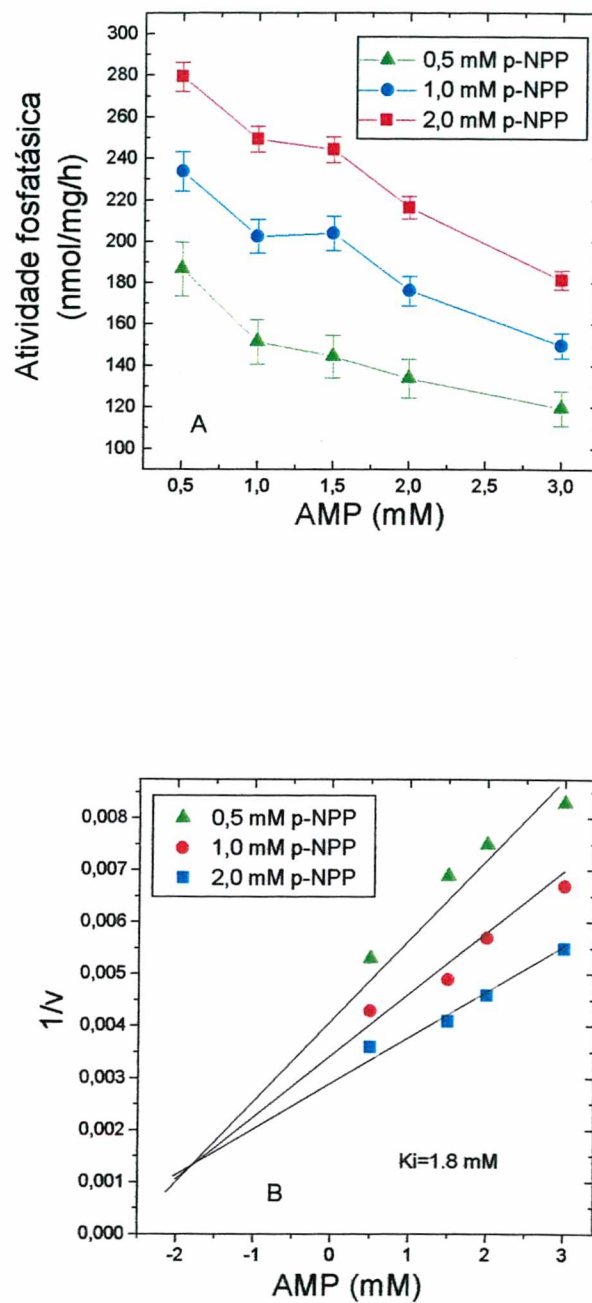 0,5 mM p-NPP
1,0 mM p-NPP
2,0 mM p-NPP
Atividade fosfatásica
(nmol/mg/h)
300
280
260
240
220
200
180
160
140
120
100
A
0,5
1,0
1,5
2,0
2,5
3,0
AMP (mM)
0,5 mM p-NPP
1,0 mM p-NPP
2,0 mM p-NPP
1/v
0,008
0,007
0,006
0,005
0,004
0,003
0,002
0,001
0,000
Ki=1.8 mM
B
-2
-1
0
1
2
3
AMP (mM)